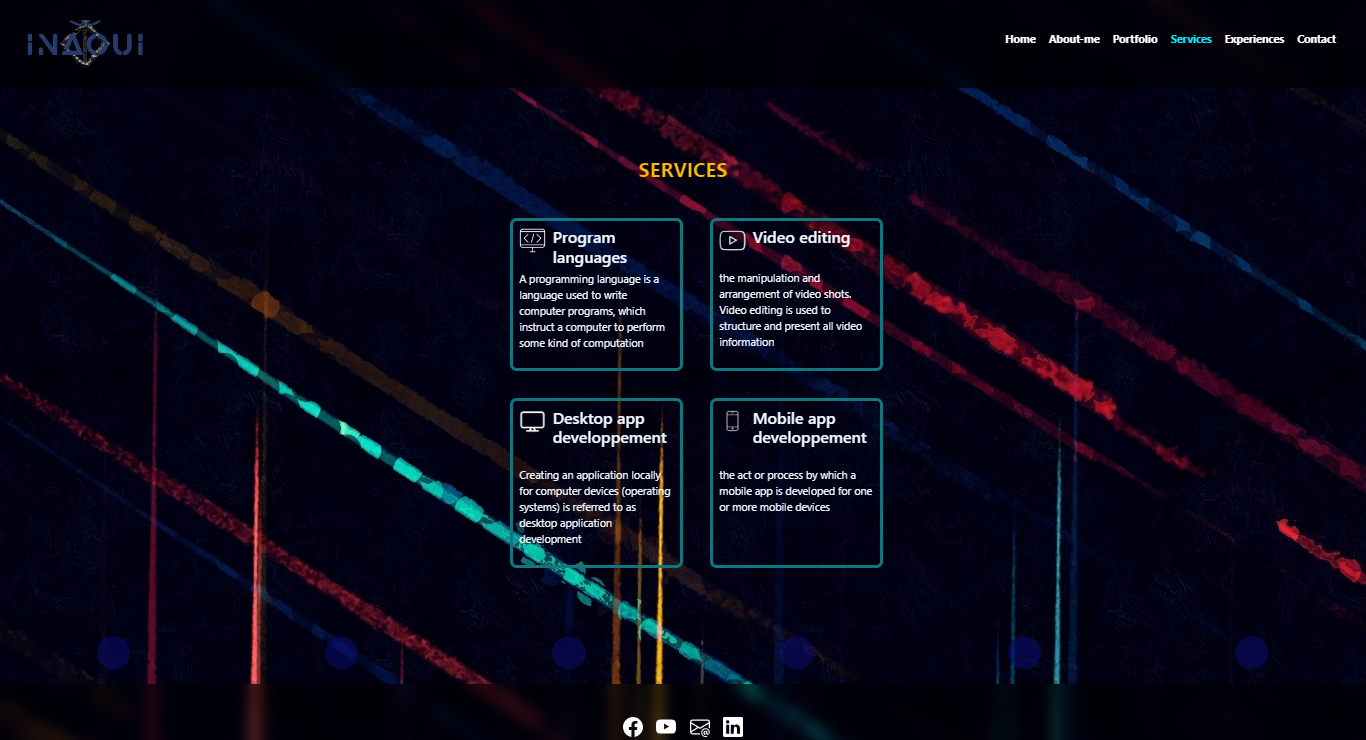 INAQUI
Home About-me Portfolio Services Experiences Contact
SERVICES
Program
languages
A programming language is a
language used to write
computer programs, which
instruct a computer to perform
some kind of computation
Video editing
the manipulation and
arrangement of video shots.
Video editing is used to
structure and present all video
information
Desktop app
developpement
Creating an application locally
for computer devices (operating
systems) is referred to as
desktop application
development
Mobile app
developpement
the act or process by which a
mobile app is developed for one
or more mobile devices